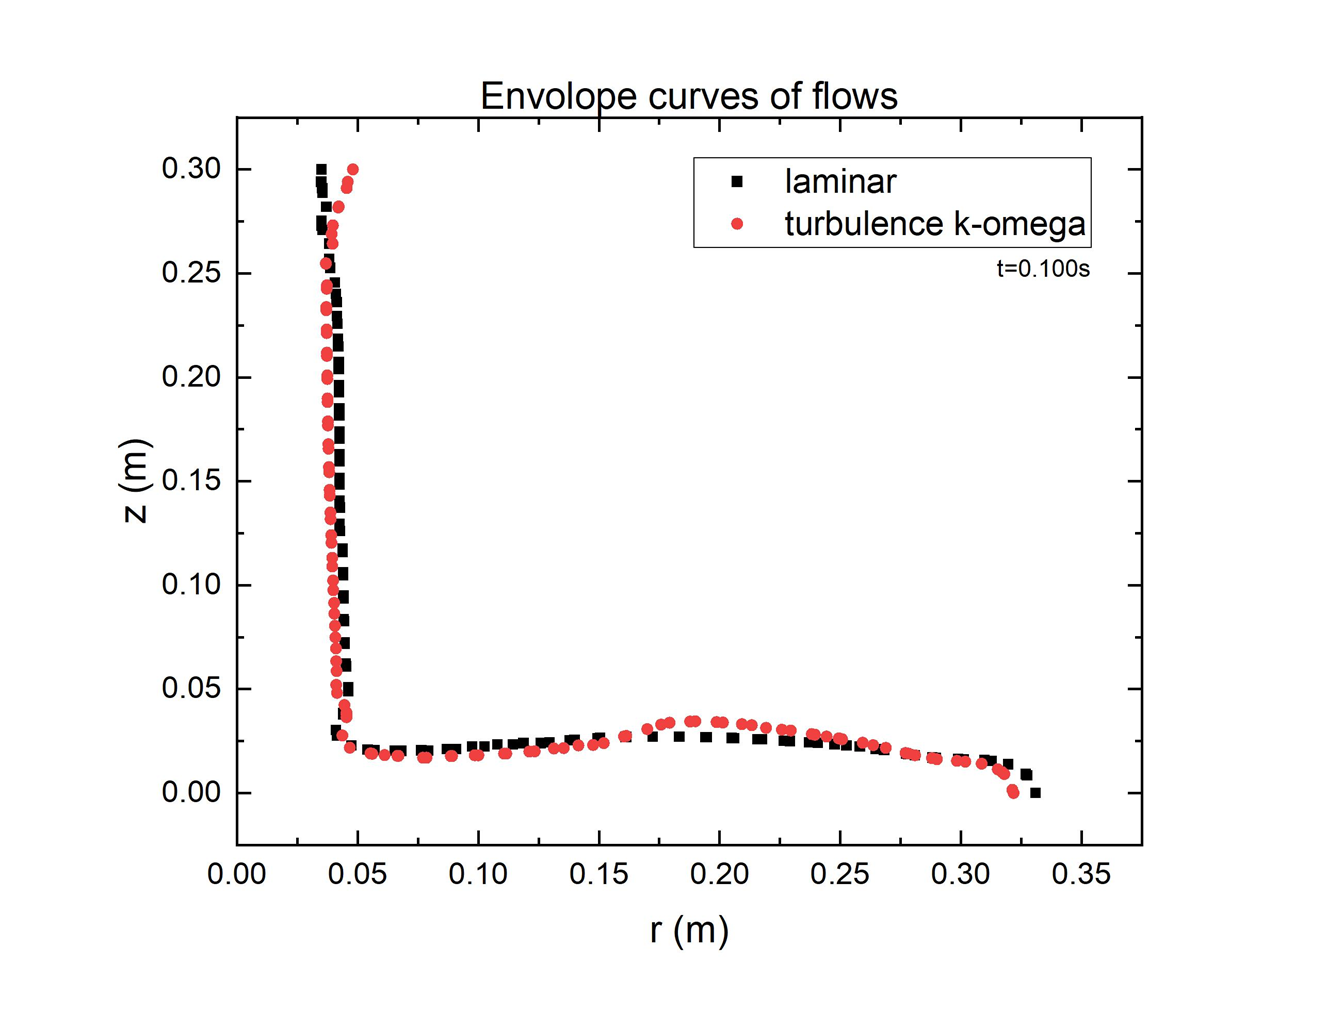 Envolope curves of flows
laminar
turbulence k-omega
t=0.100s
0.30
0.25
0.20
0.15
0.10
0.05
0.00
z (m)
0.00 0.05 0.10 0.15 0.20 0.25 0.30 0.35
r (m)